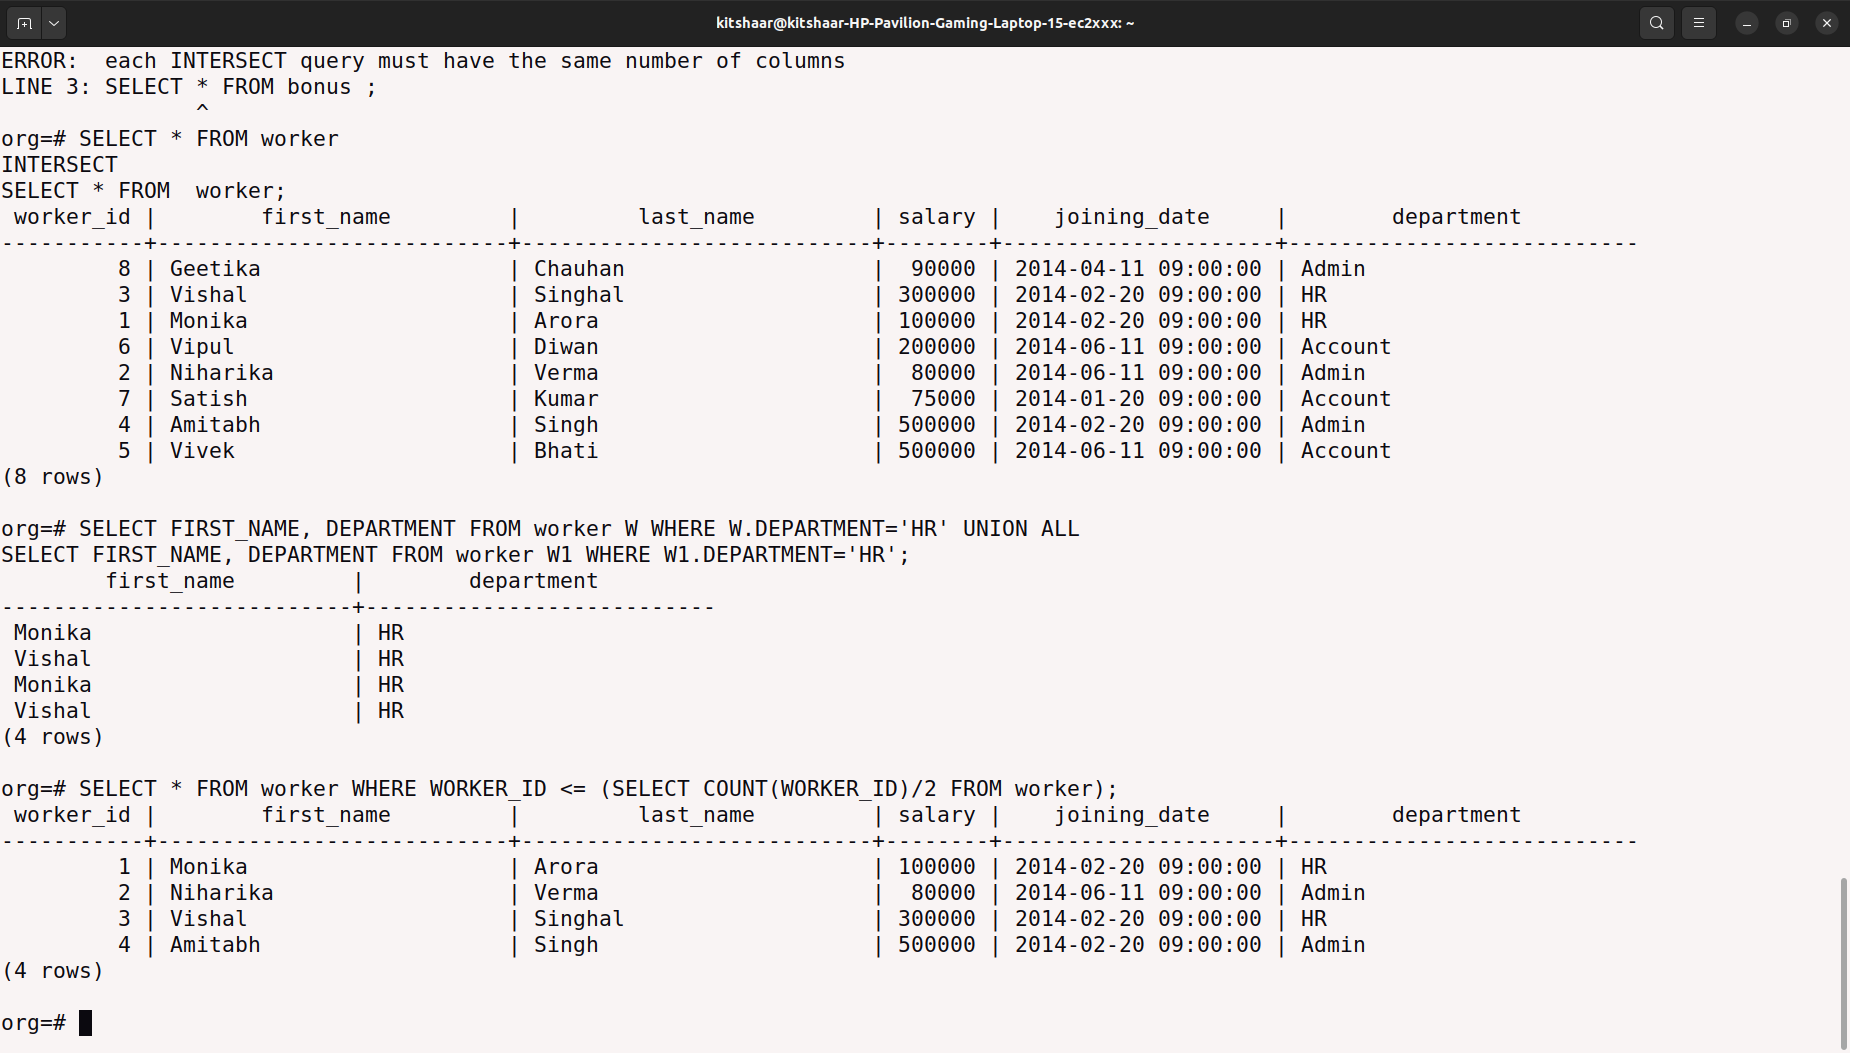 kitshaar@kitshaar-HP-Pavilion-Gaming-Laptop-15-ec2xxx: ~
ERROR:  each INTERSECT query must have the same number of columns
LINE 3: SELECT * FROM bonus ;
               ^
org=# SELECT * FROM worker
INTERSECT
SELECT * FROM  worker;
 worker_id |        first_name         |         last_name         | salary |    joining_date     |        department
-----------+---------------------------+---------------------------+--------+---------------------+---------------------------
         8 | Geetika                   | Chauhan                   |  90000 | 2014-04-11 09:00:00 | Admin
         3 | Vishal                    | Singhal                   | 300000 | 2014-02-20 09:00:00 | HR
         1 | Monika                    | Arora                     | 100000 | 2014-02-20 09:00:00 | HR
         6 | Vipul                     | Diwan                     | 200000 | 2014-06-11 09:00:00 | Account
         2 | Niharika                  | Verma                     |  80000 | 2014-06-11 09:00:00 | Admin
         7 | Satish                    | Kumar                     |  75000 | 2014-01-20 09:00:00 | Account
         4 | Amitabh                   | Singh                     | 500000 | 2014-02-20 09:00:00 | Admin
         5 | Vivek                     | Bhati                     | 500000 | 2014-06-11 09:00:00 | Account
(8 rows)

org=# SELECT FIRST_NAME, DEPARTMENT FROM worker W WHERE W.DEPARTMENT='HR' UNION ALL
SELECT FIRST_NAME, DEPARTMENT FROM worker W1 WHERE W1.DEPARTMENT='HR';
        first_name         |        department
---------------------------+---------------------------
 Monika                    | HR
 Vishal                    | HR
 Monika                    | HR
 Vishal                    | HR
(4 rows)

org=# SELECT * FROM worker WHERE WORKER_ID <= (SELECT COUNT(WORKER_ID)/2 FROM worker);
 worker_id |        first_name         |         last_name         | salary |    joining_date     |        department
-----------+---------------------------+---------------------------+--------+---------------------+---------------------------
         1 | Monika                    | Arora                     | 100000 | 2014-02-20 09:00:00 | HR
         2 | Niharika                  | Verma                     |  80000 | 2014-06-11 09:00:00 | Admin
         3 | Vishal                    | Singhal                   | 300000 | 2014-02-20 09:00:00 | HR
         4 | Amitabh                   | Singh                     | 500000 | 2014-02-20 09:00:00 | Admin
(4 rows)

org=#